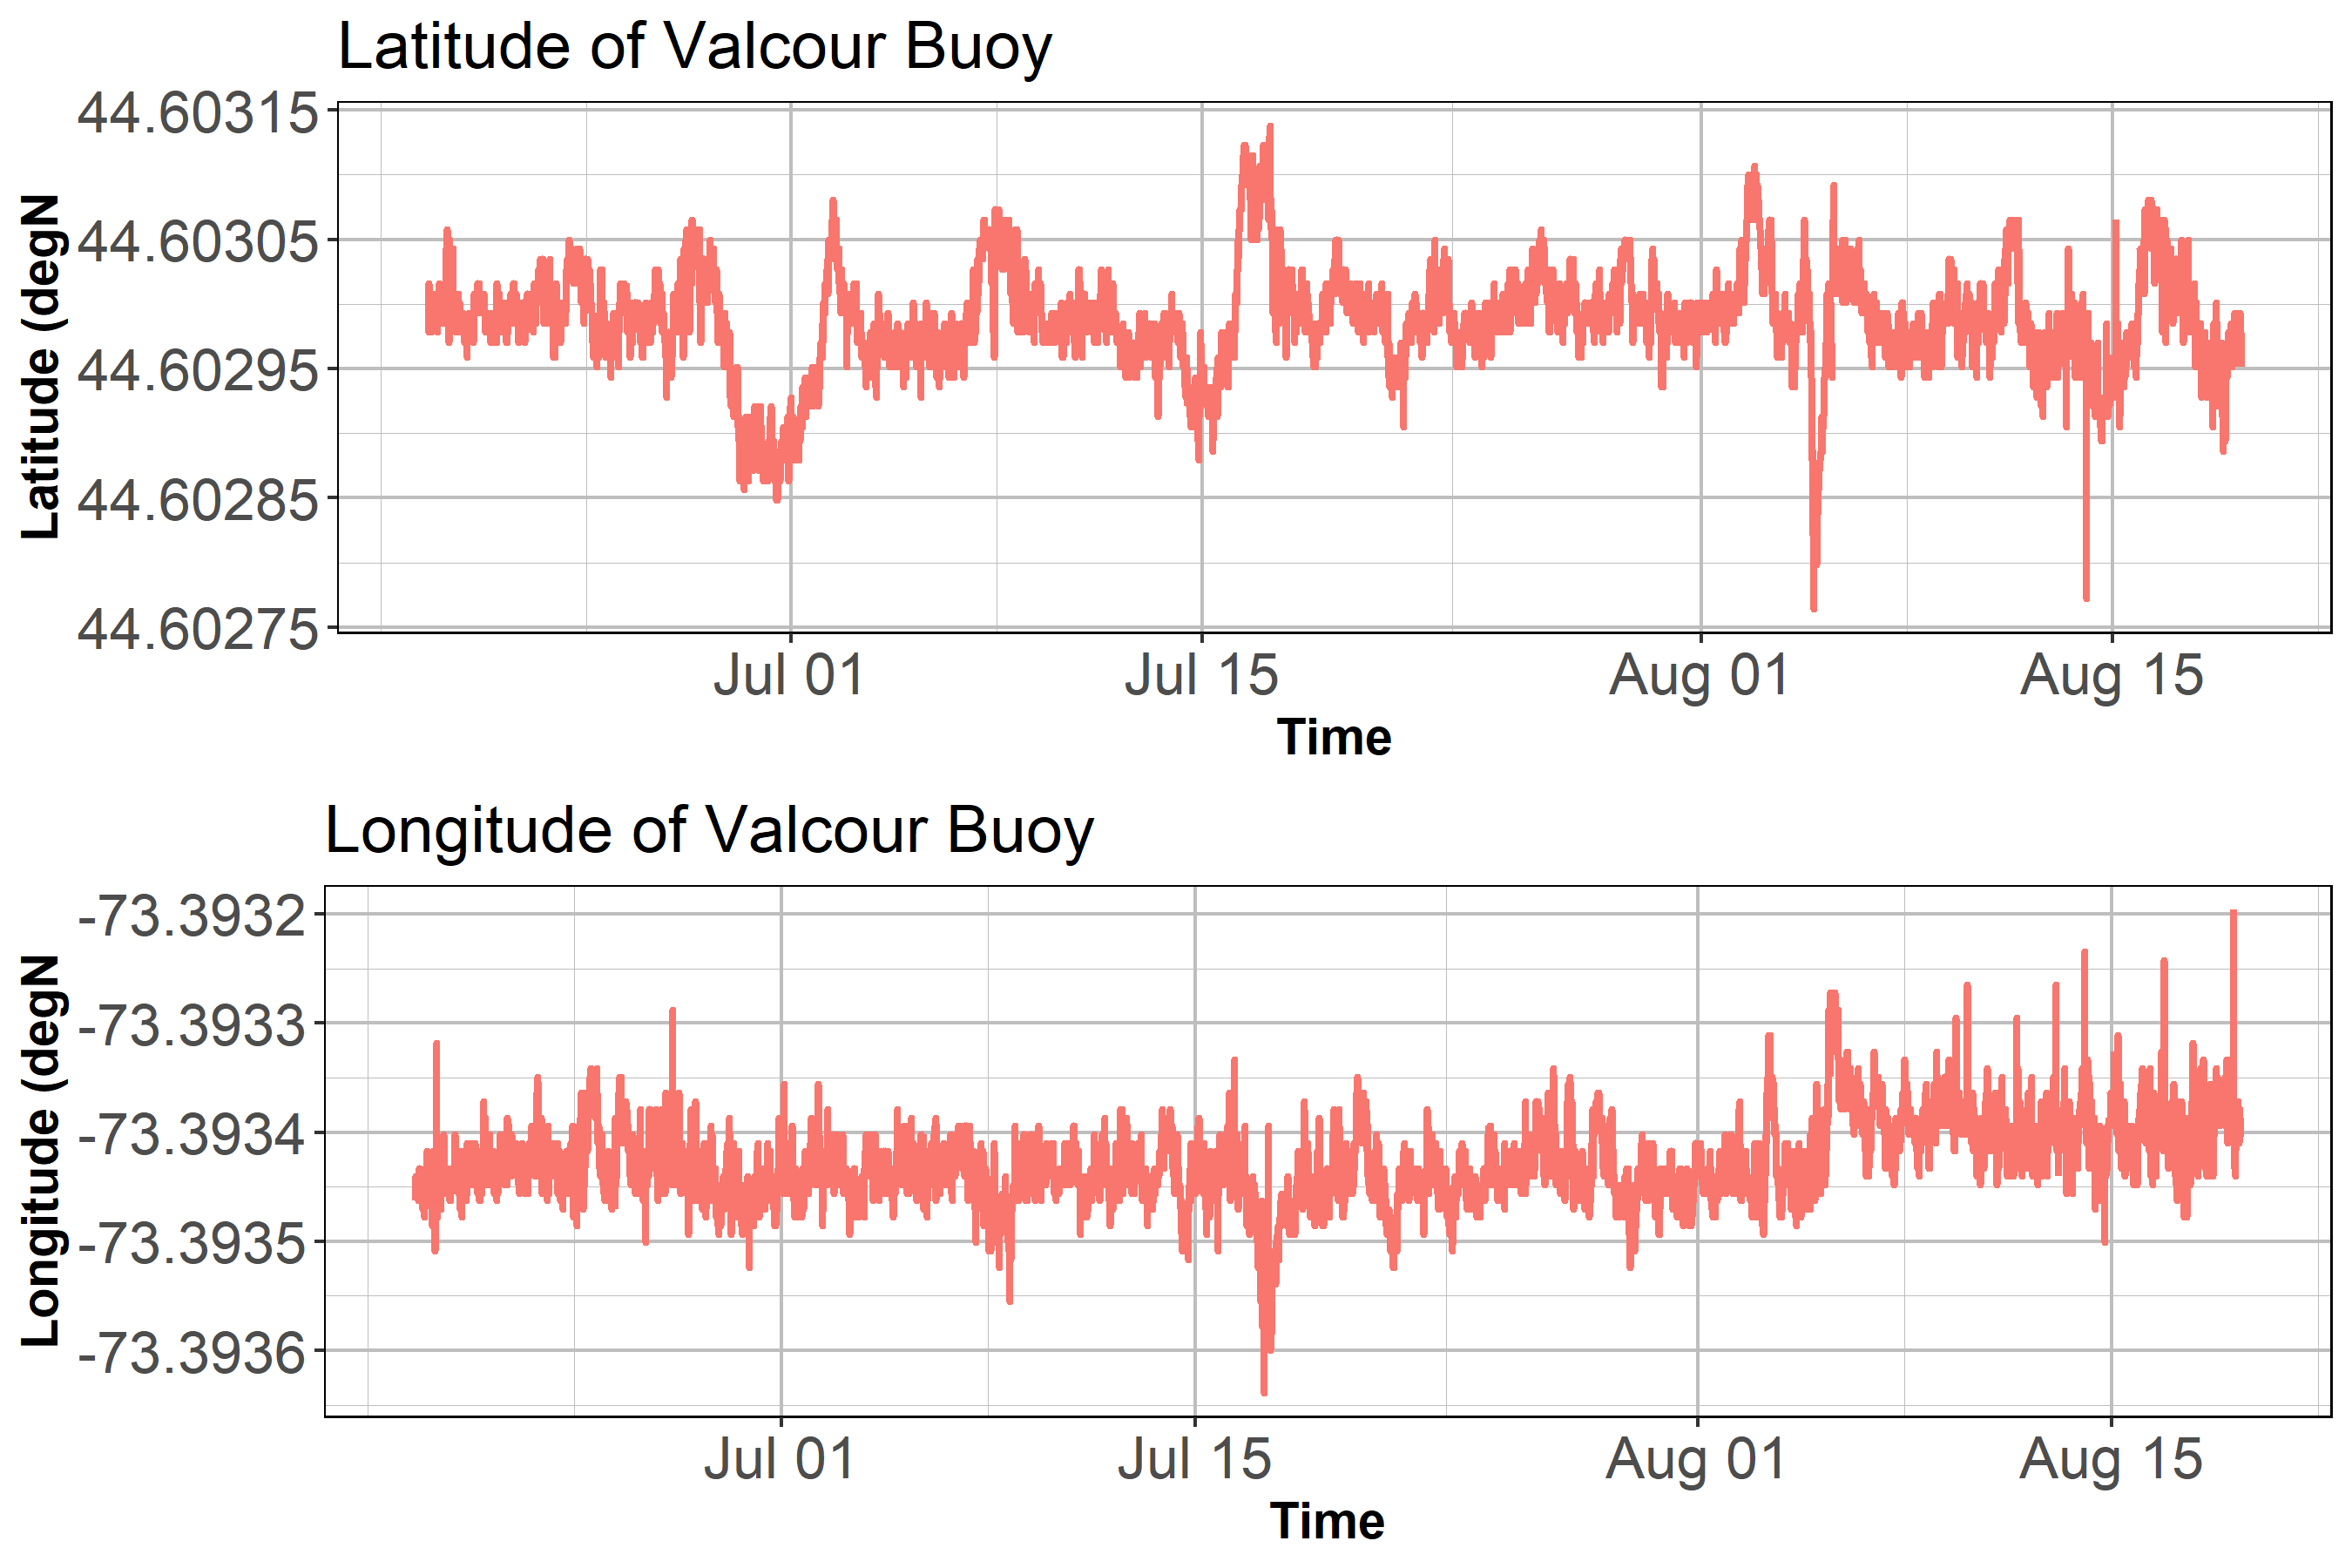 Latitude of Valcour Buoy
44.60315
44.60305
44.60295
44.60285
44.60275
Latitude (degN
Jul 01 Jul 15 Aug 01 Aug 15
Time
Longitude of Valcour Buoy
-73.3932
-73.3933
-73.3934
-73.3935
-73.3936
Longitude (degN
Jul 01 Jul 15 Aug 01 Aug 15
Time